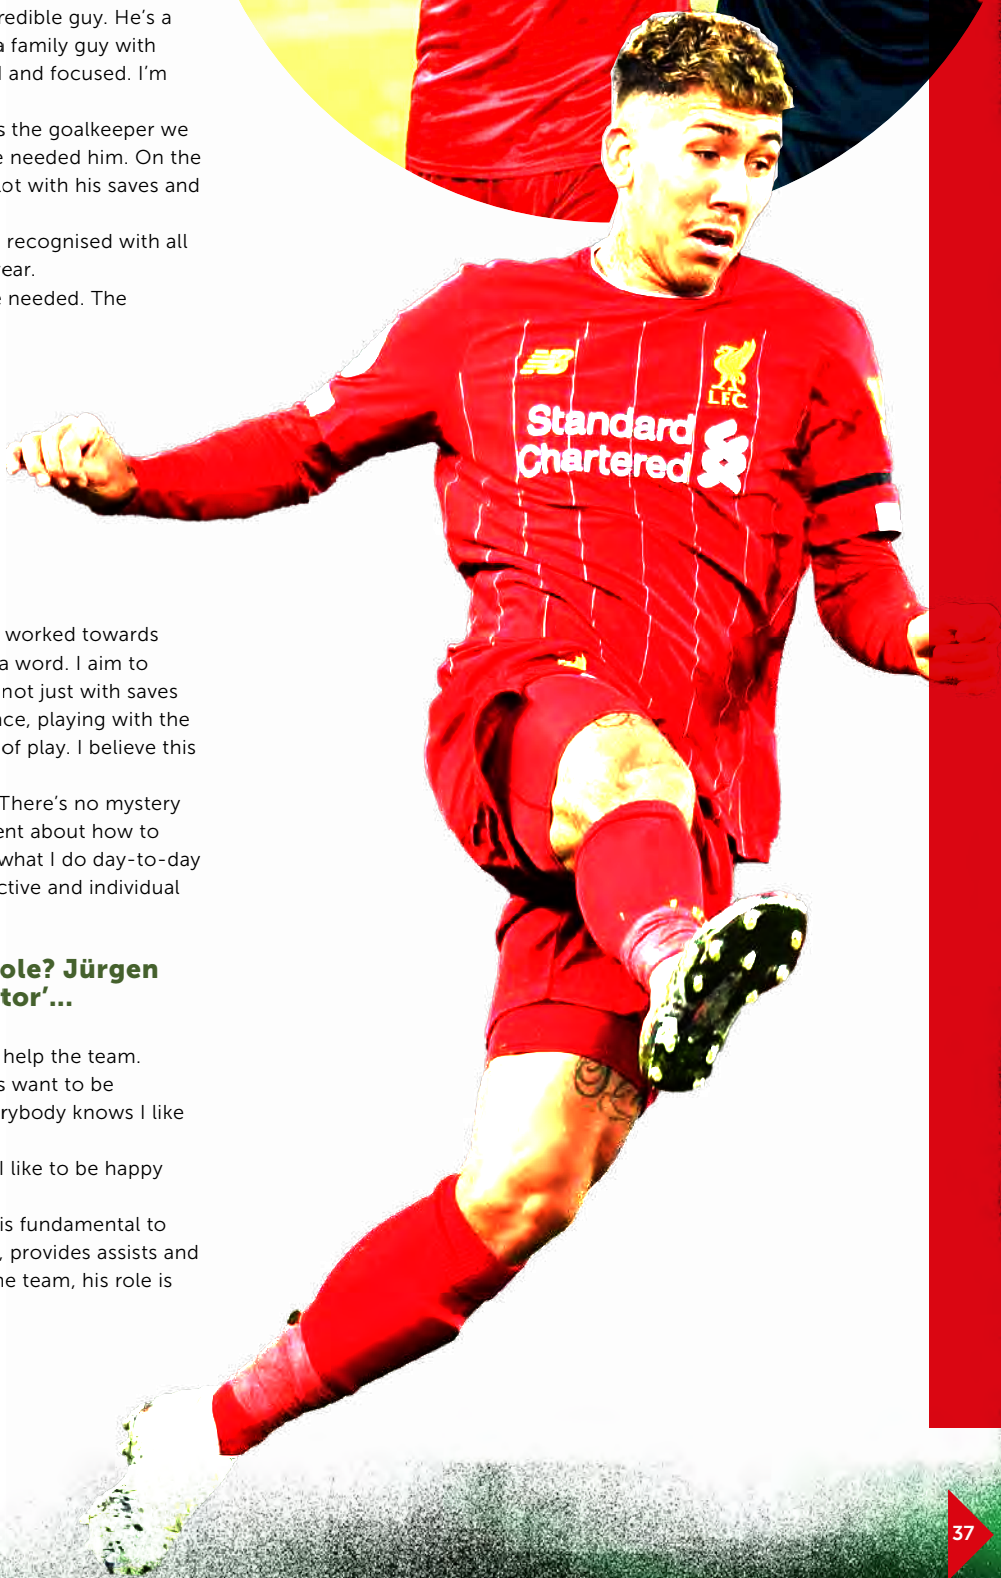 redible guy. He's a
a family guy with
and focused. I'm
s the goalkeeper we
e needed him. On the
lot with his saves and
recognised with all
ear.
e needed. The
L.F.C.
Standard
Chartered
worked towards
a word. I aim to
not just with saves
nce, playing with the
of play. I believe this
There's no mystery
ent about how to
what I do day-to-day
ctive and individual
ole? Jürgen
tor'...
help the team.
s want to be
rybody knows I like
I like to be happy
is fundamental to
, provides assists and
he team, his role is
37